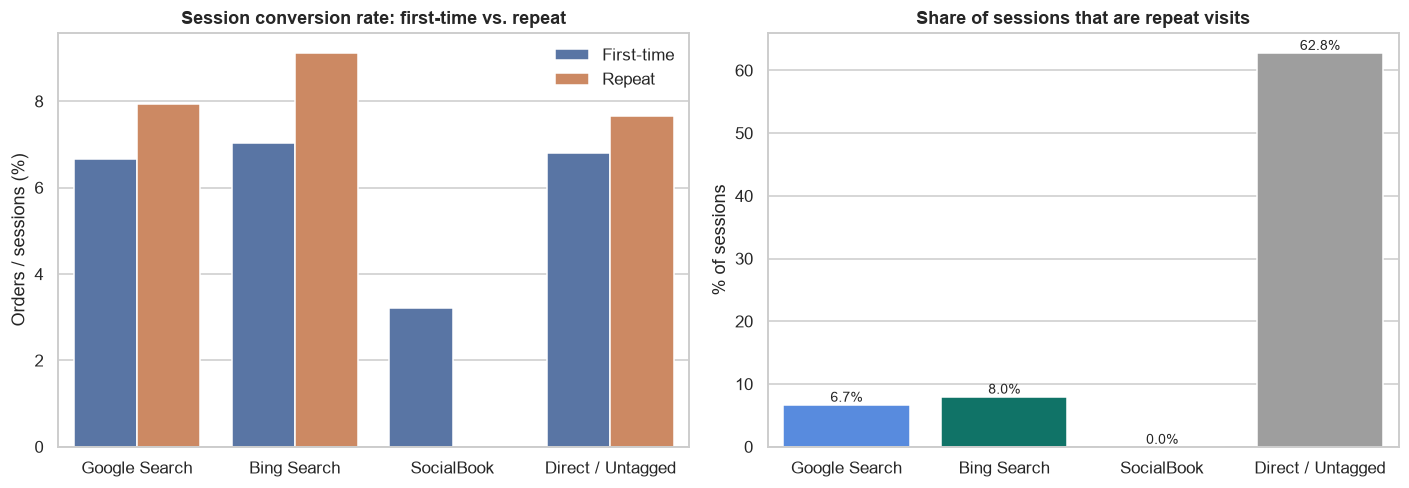 Session conversion rate: first-time vs. repeat
First-time
Repeat
Orders / sessions (%)
8
6
4
2
0
Google Search
Bing Search
SocialBook
Direct / Untagged
Share of sessions that are repeat visits
% of sessions
60
50
40
30
20
10
0
6.7%
8.0%
0.0%
62.8%
Google Search
Bing Search
SocialBook
Direct / Untagged